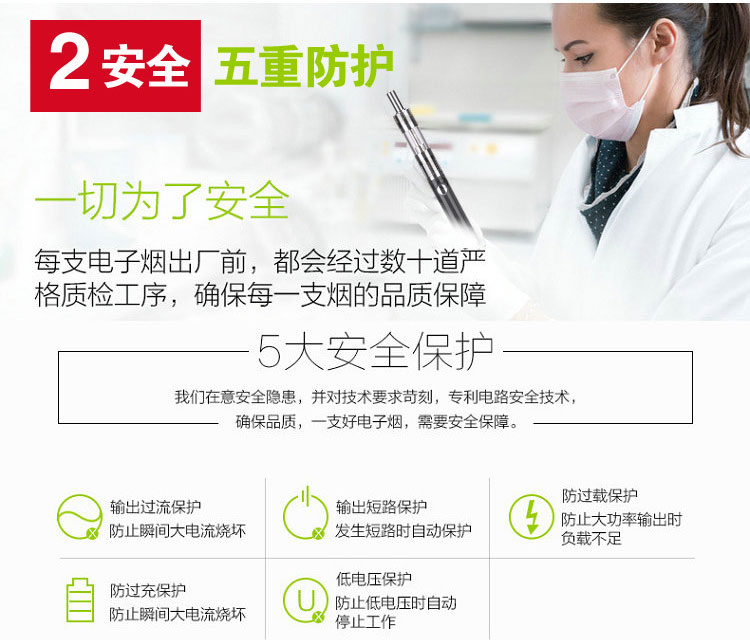 2 安全 五重防护
一切为了安全
每支电子烟出厂前，都会经过数十道严
格质检工序，确保每一支烟的品质保障
5大安全保护
我们在意安全隐患，并对技术要求苛刻，专利电路安全技术，
确保品质，一支好电子烟，需要安全保障。
输出过流保护
防止瞬间大电流烧坏
输出短路保护
发生短路时自动保护
防过载保护
防止大功率输出时
负载不足
防过充保护
防止瞬间大电流烧坏
U
低电压保护
防止低电压时自动
停止工作